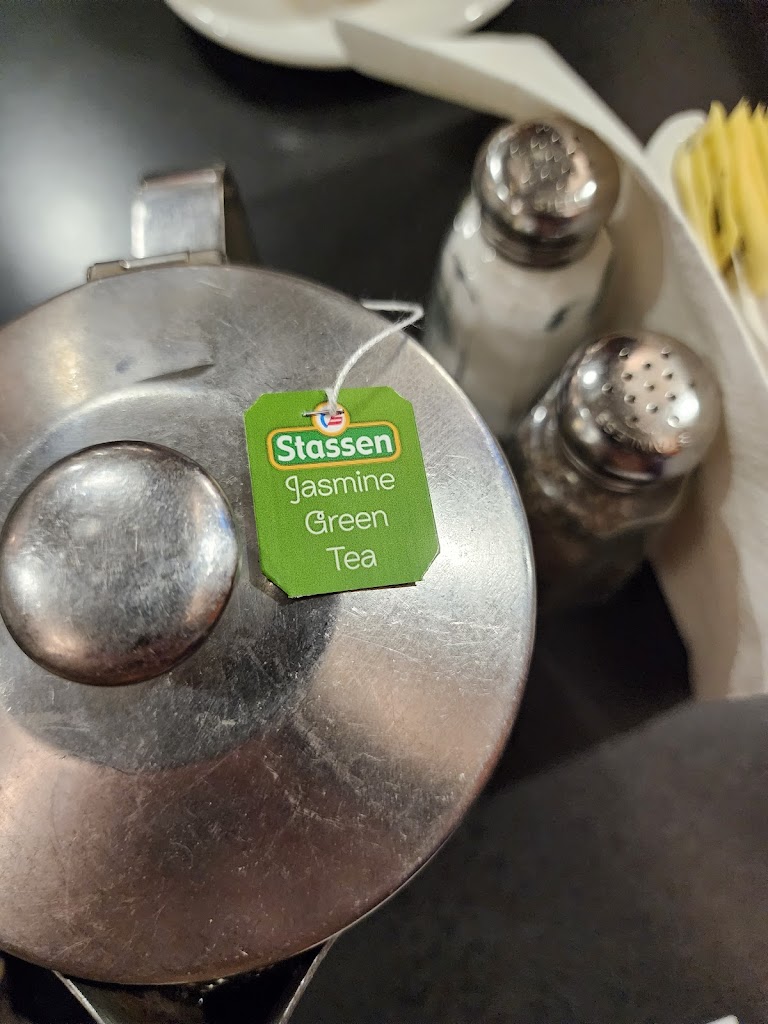 Stassen
Jasmine
Green
Tea